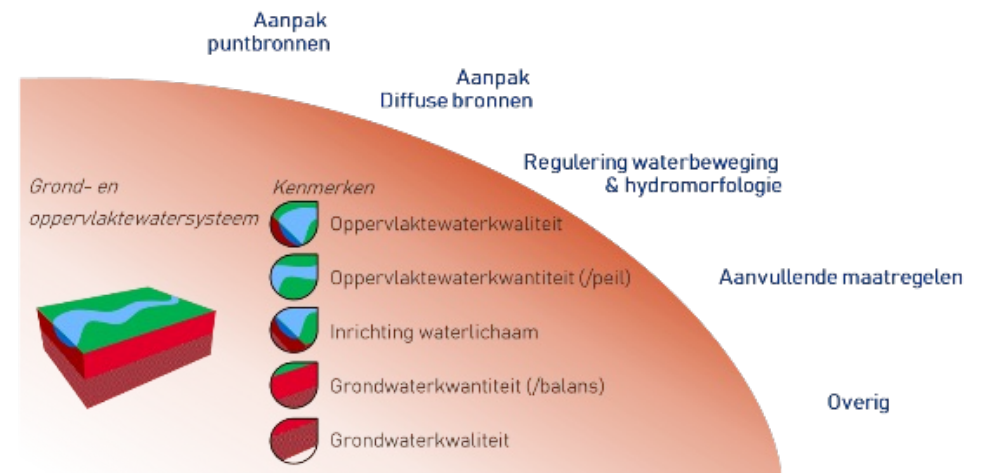 Aanpak
puntbronnen
Aanpak
Diffuse bronnen
Regulering waterbeweging
& hydromorfologie
Aanvullende maatregelen
Overig
Grond- en
oppervlaktewatersysteem
Kenmerken
Oppervlaktewaterkwaliteit
Oppervlaktewaterkwantiteit (/peil)
Inrichting waterlichaam
Grondwaterkwantiteit (/balans)
Grondwaterkwaliteit